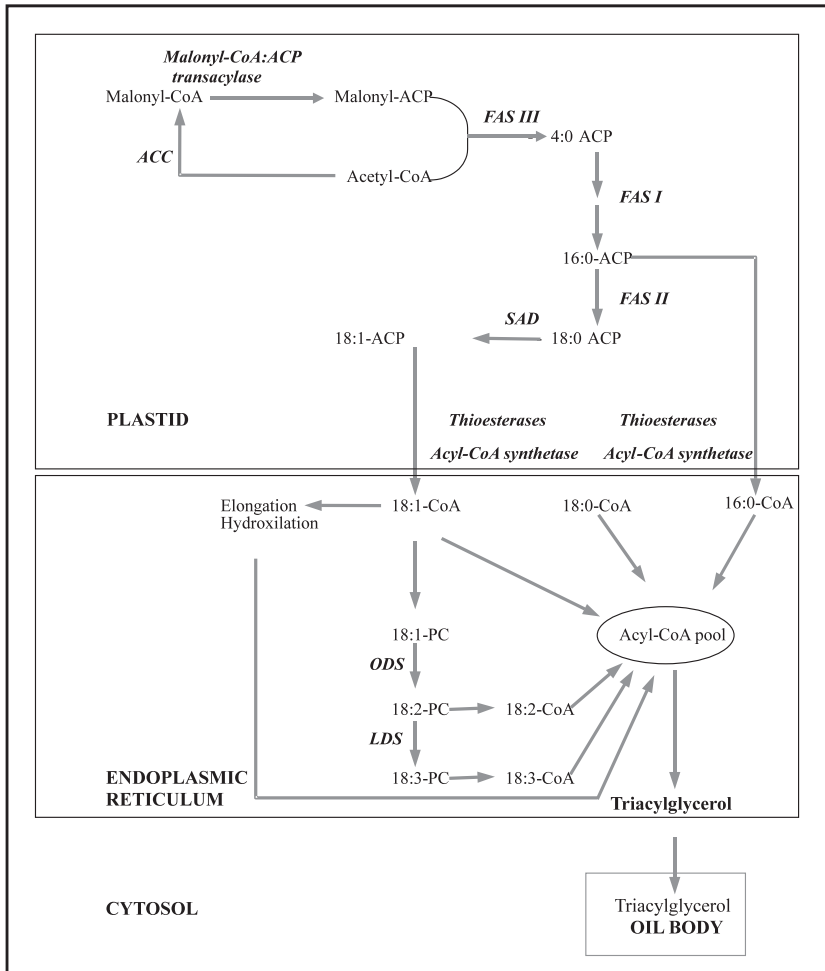 Malonyl-CoA:ACP
transacylase
Malonyl-CoA
Malonyl-ACP
FAS III
4:0 ACP
ACC
Acetyl-CoA
FAS I
16:0-ACP
FAS II
SAD
18:1-ACP
18:0 ACP
PLASTID
Thioesterases
Acyl-CoA synthetase
Thioesterases
Acyl-CoA synthetase
Elongation
Hydroxilation
18:1-CoA
18:0-CoA
16:0-CoA
18:1-PC
Acyl-CoA pool
ODS
18:2-PC
18:2-CoA
LDS
18:3-PC
18:3-CoA
ENDOPLASMIC
RETICULUM
Triacylglycerol
CYTOSOL
Triacylglycerol
OIL BODY